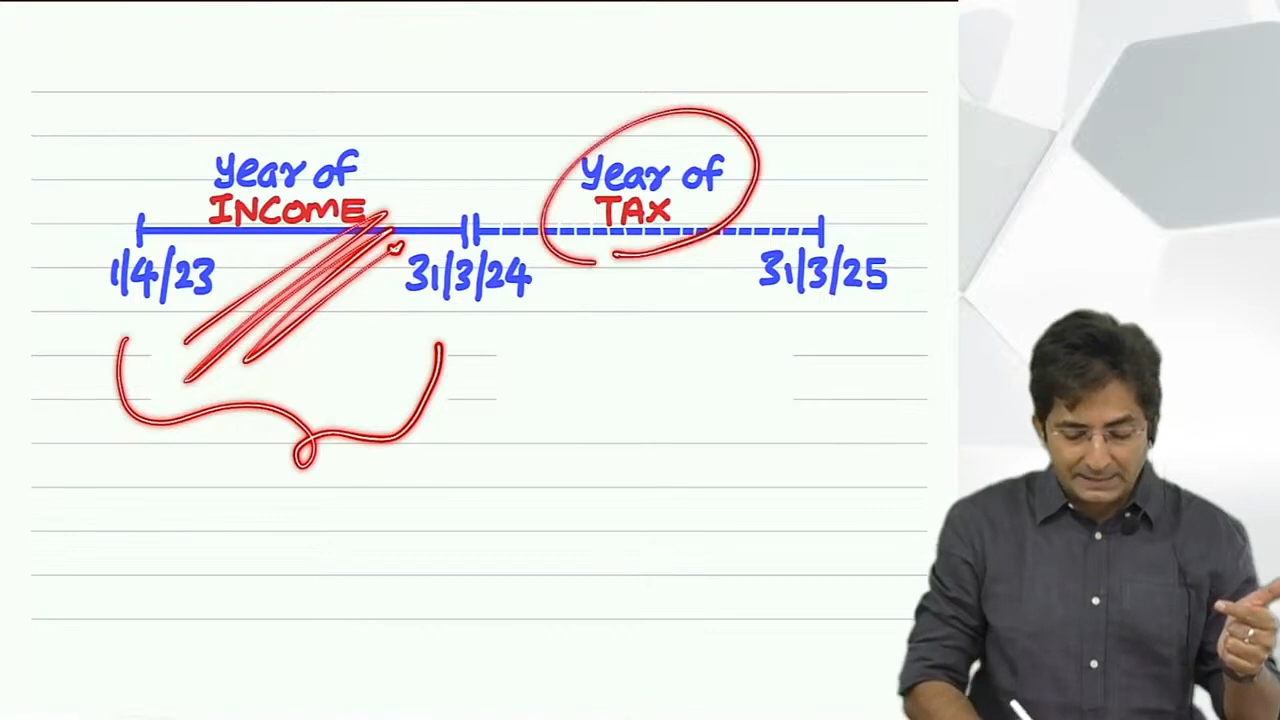 Year of
INCOME
Year of
TAX
1/4/23
31/3/24
31/3/25